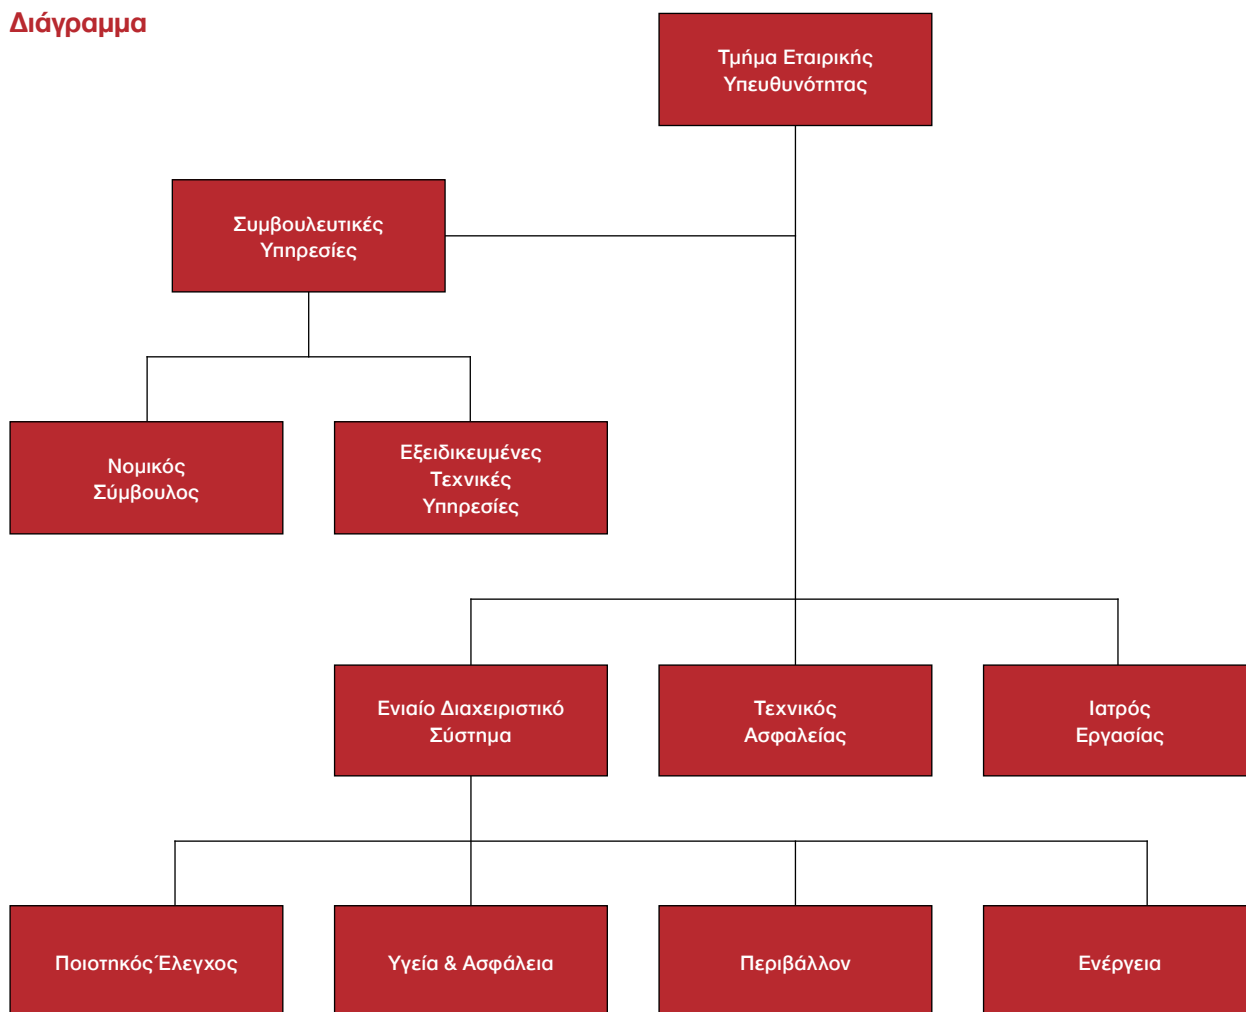 Διάγραμμα
Τμήμα Εταιρικής
Υπευθυνότητας
Συμβουλευτικές
Υπηρεσίες
Νομικός
Σύμβουλος
Εξειδικευμένες
Τεχνικές
Υπηρεσίες
Ενιαίο Διαχειριστικό
Σύστημα
Τεχνικός
Ασφαλείας
Ιατρός
Εργασίας
Ποιοτηκός Έλεγχος
Υγεία & Ασφάλεια
Περιβάλλον
Ενέργεια